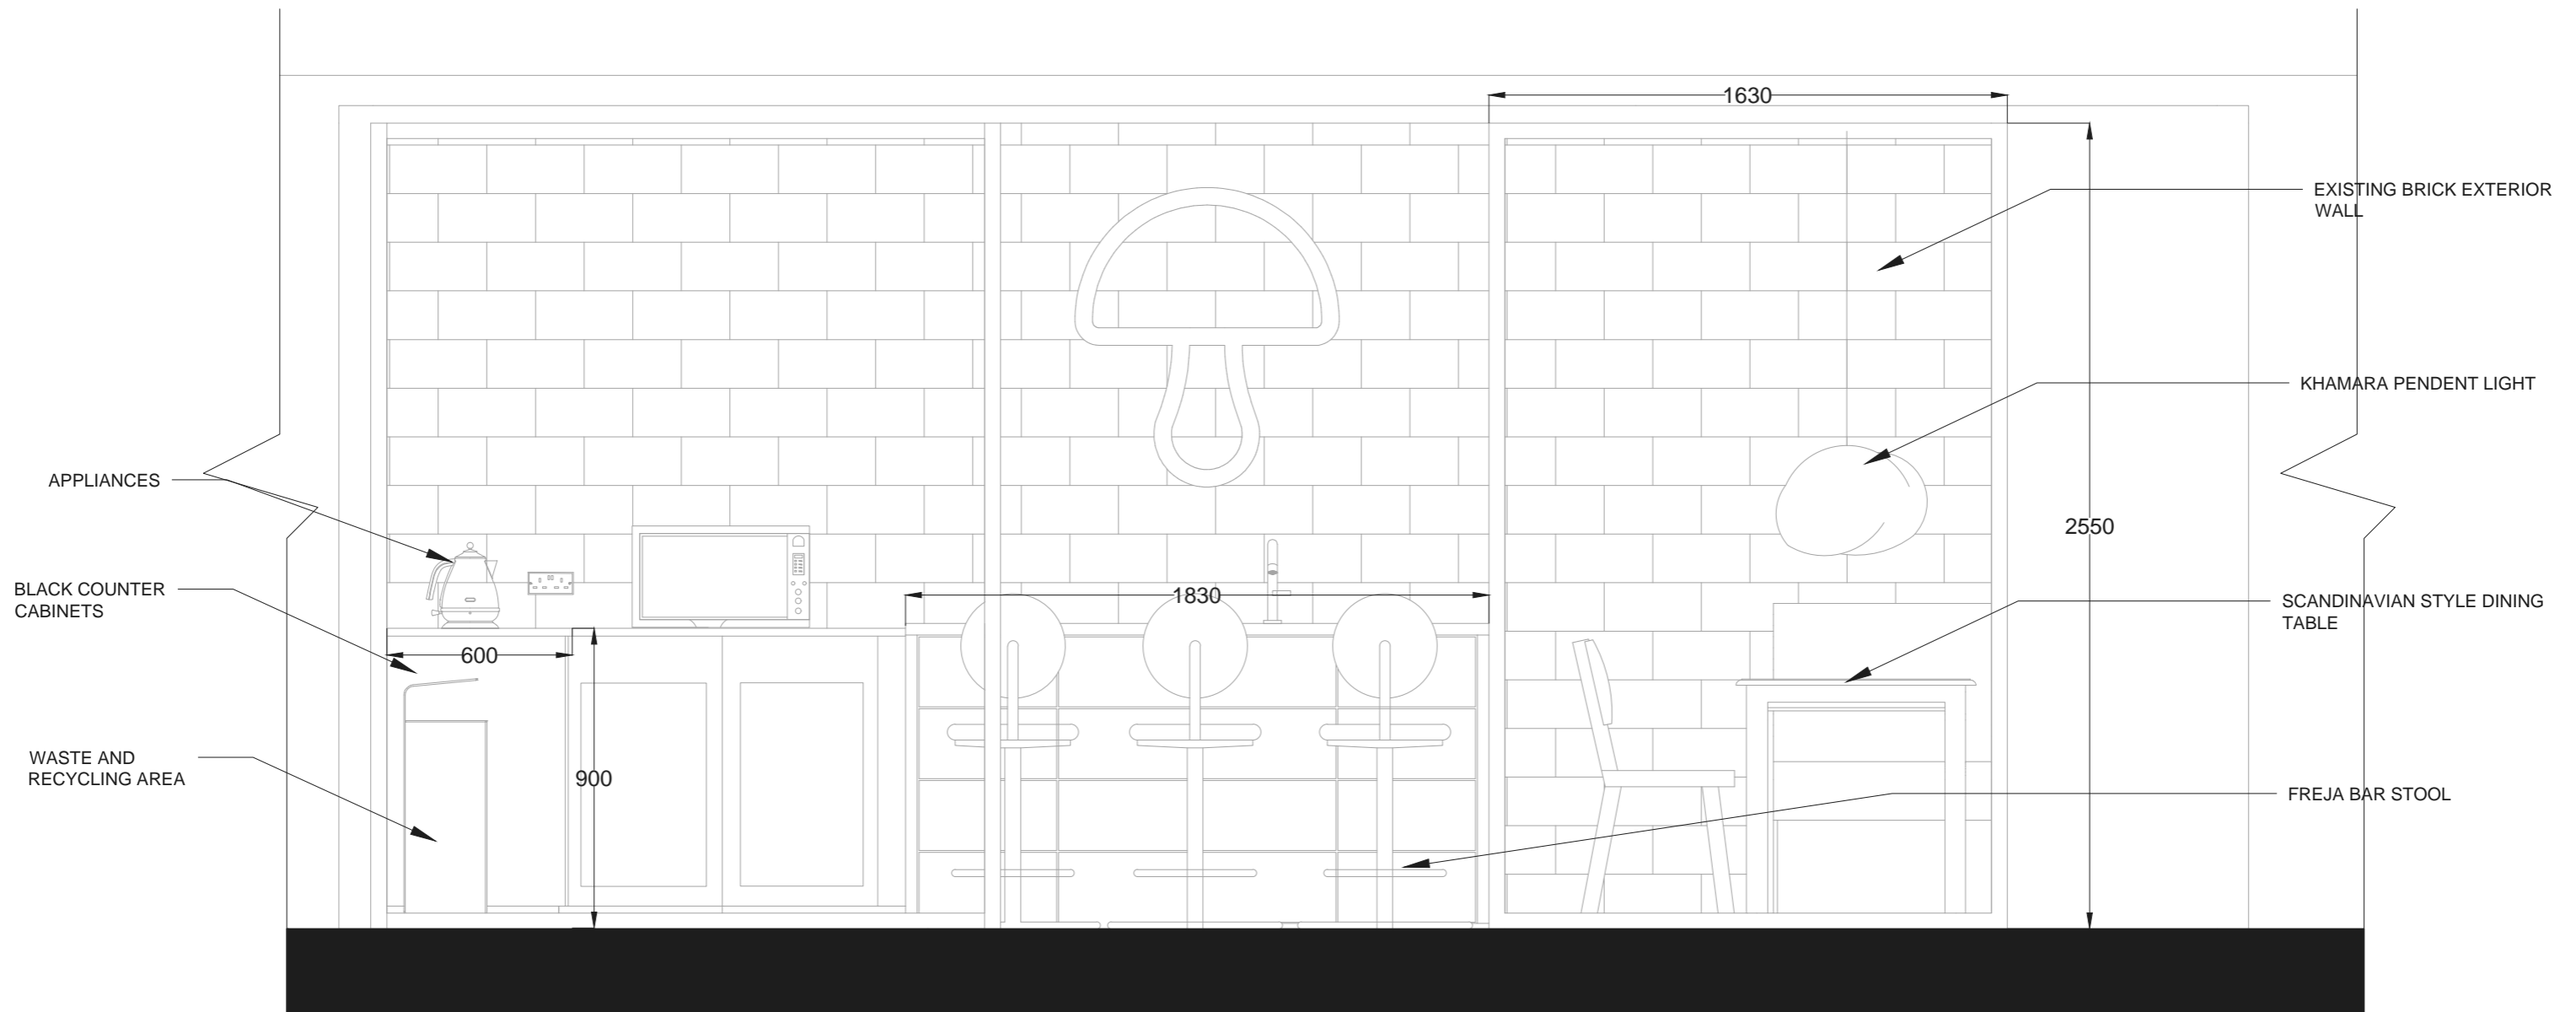 1630
EXISTING BRICK EXTERIOR
WALL
KHAMARA PENDENT LIGHT
APPLIANCES
2550
BLACK COUNTER
CABINETS
1830
SCANDINAVIAN STYLE DINING
TABLE
600
WASTE AND
RECYCLING AREA
900
FREJA BAR STOOL